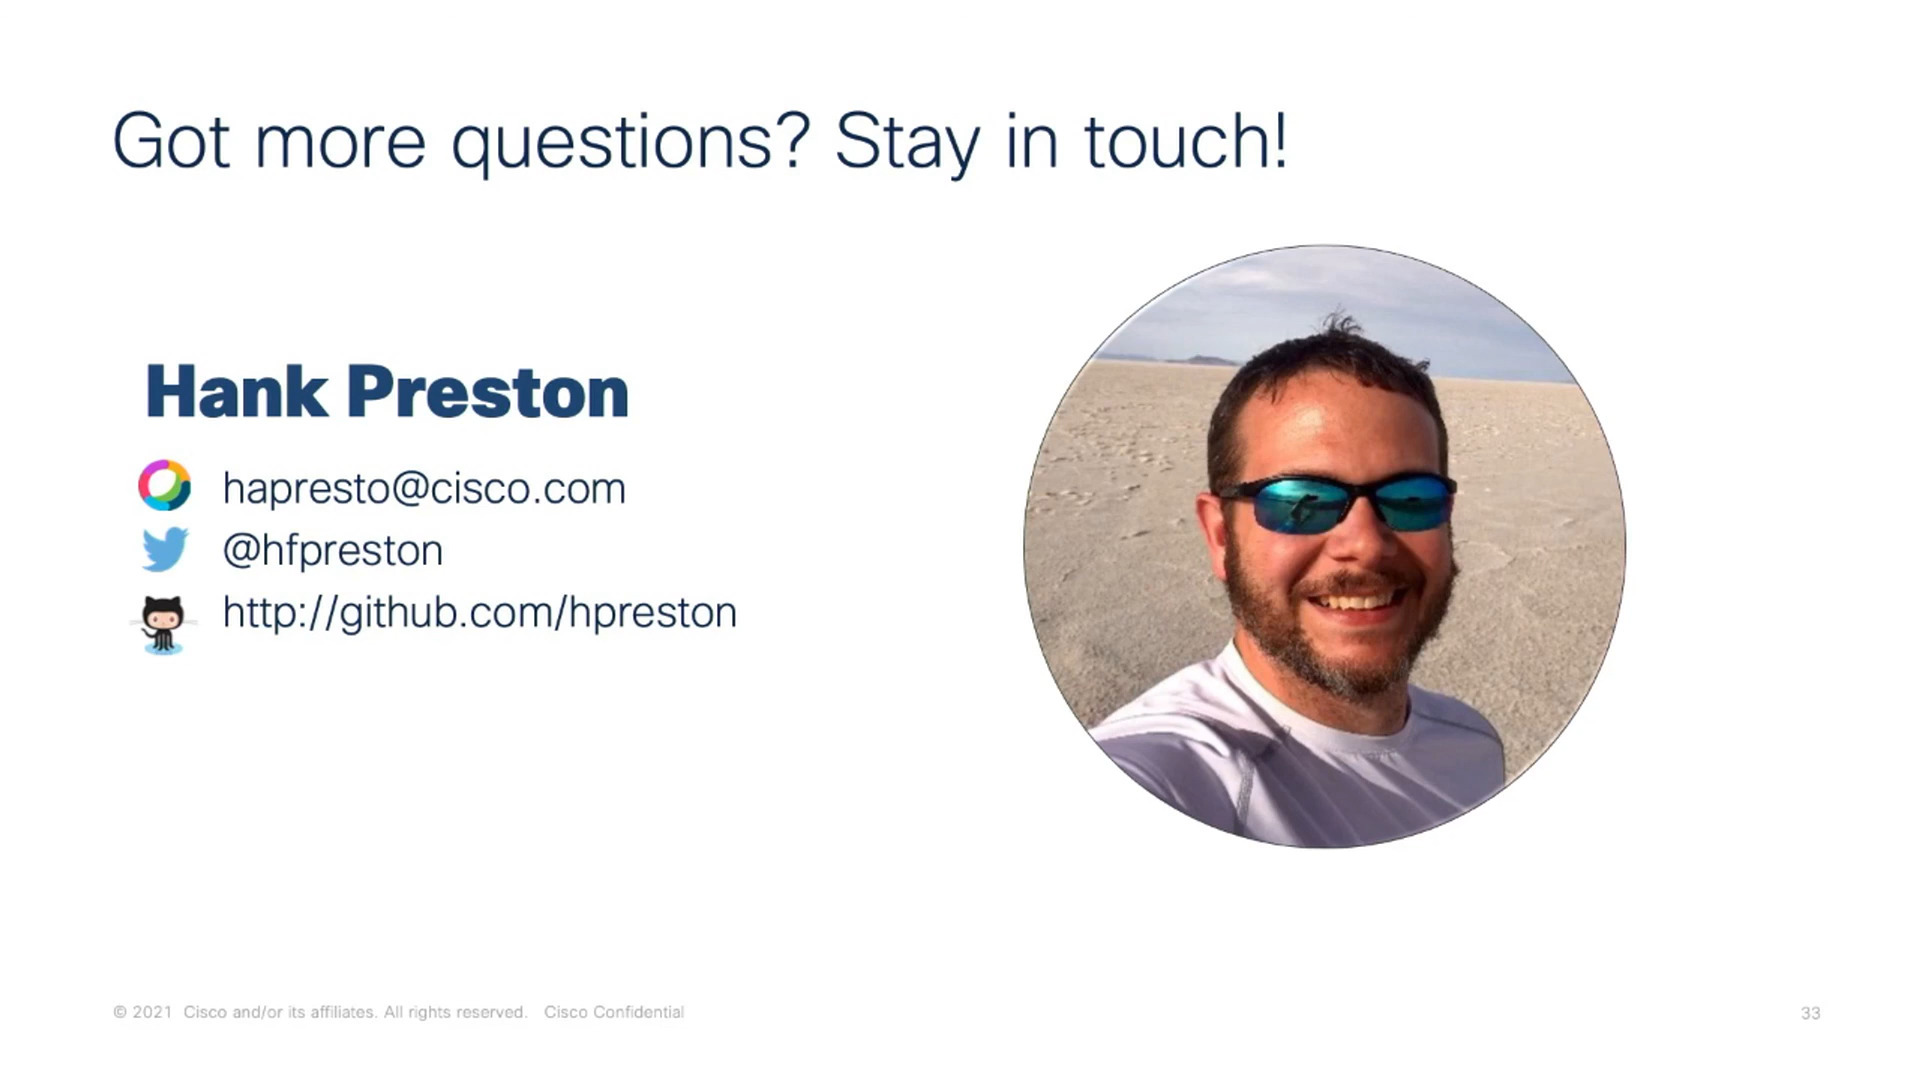 Got more questions? Stay in touch!
Hank Preston
hapresto@cisco.com
@hfpreston
http://github.com/hpreston
© 2021 Cisco and/or its affiliates. All rights reserved. Cisco Confidential
33